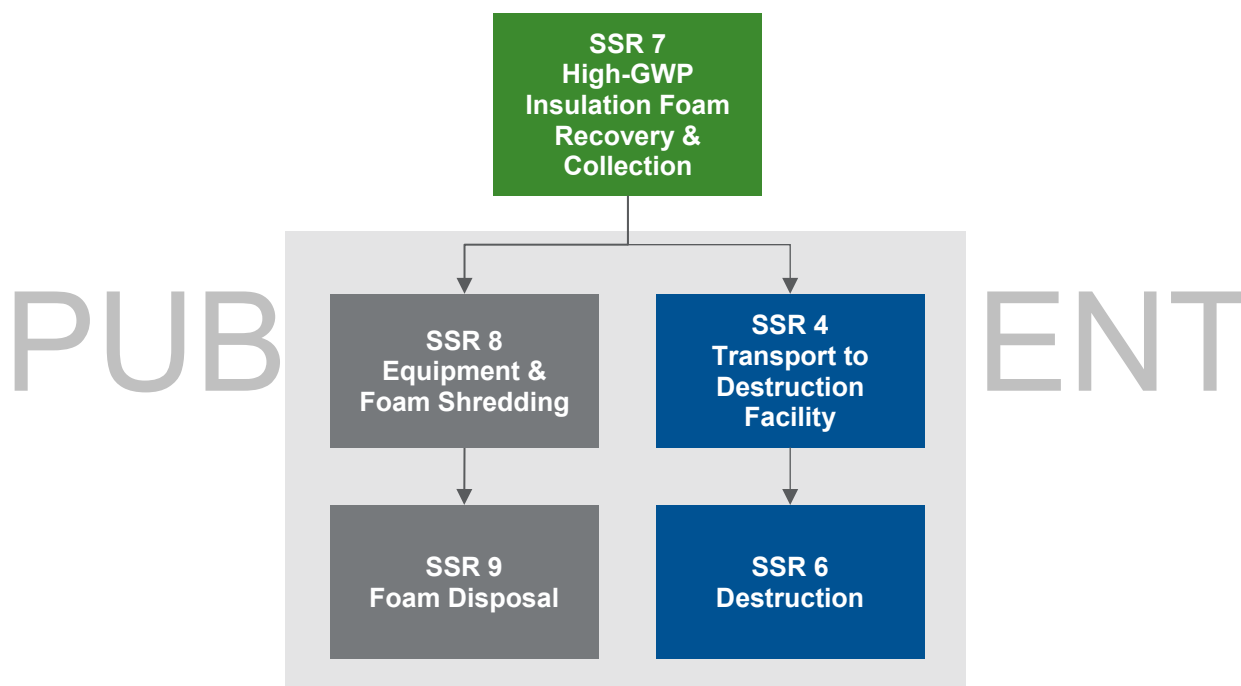 SSR 7
High-GWP
Insulation Foam
Recovery &
Collection
PUB
ENT
SSR 8
Equipment &
Foam Shredding
SSR 4
Transport to
Destruction
Facility
SSR 9
Foam Disposal
SSR 6
Destruction